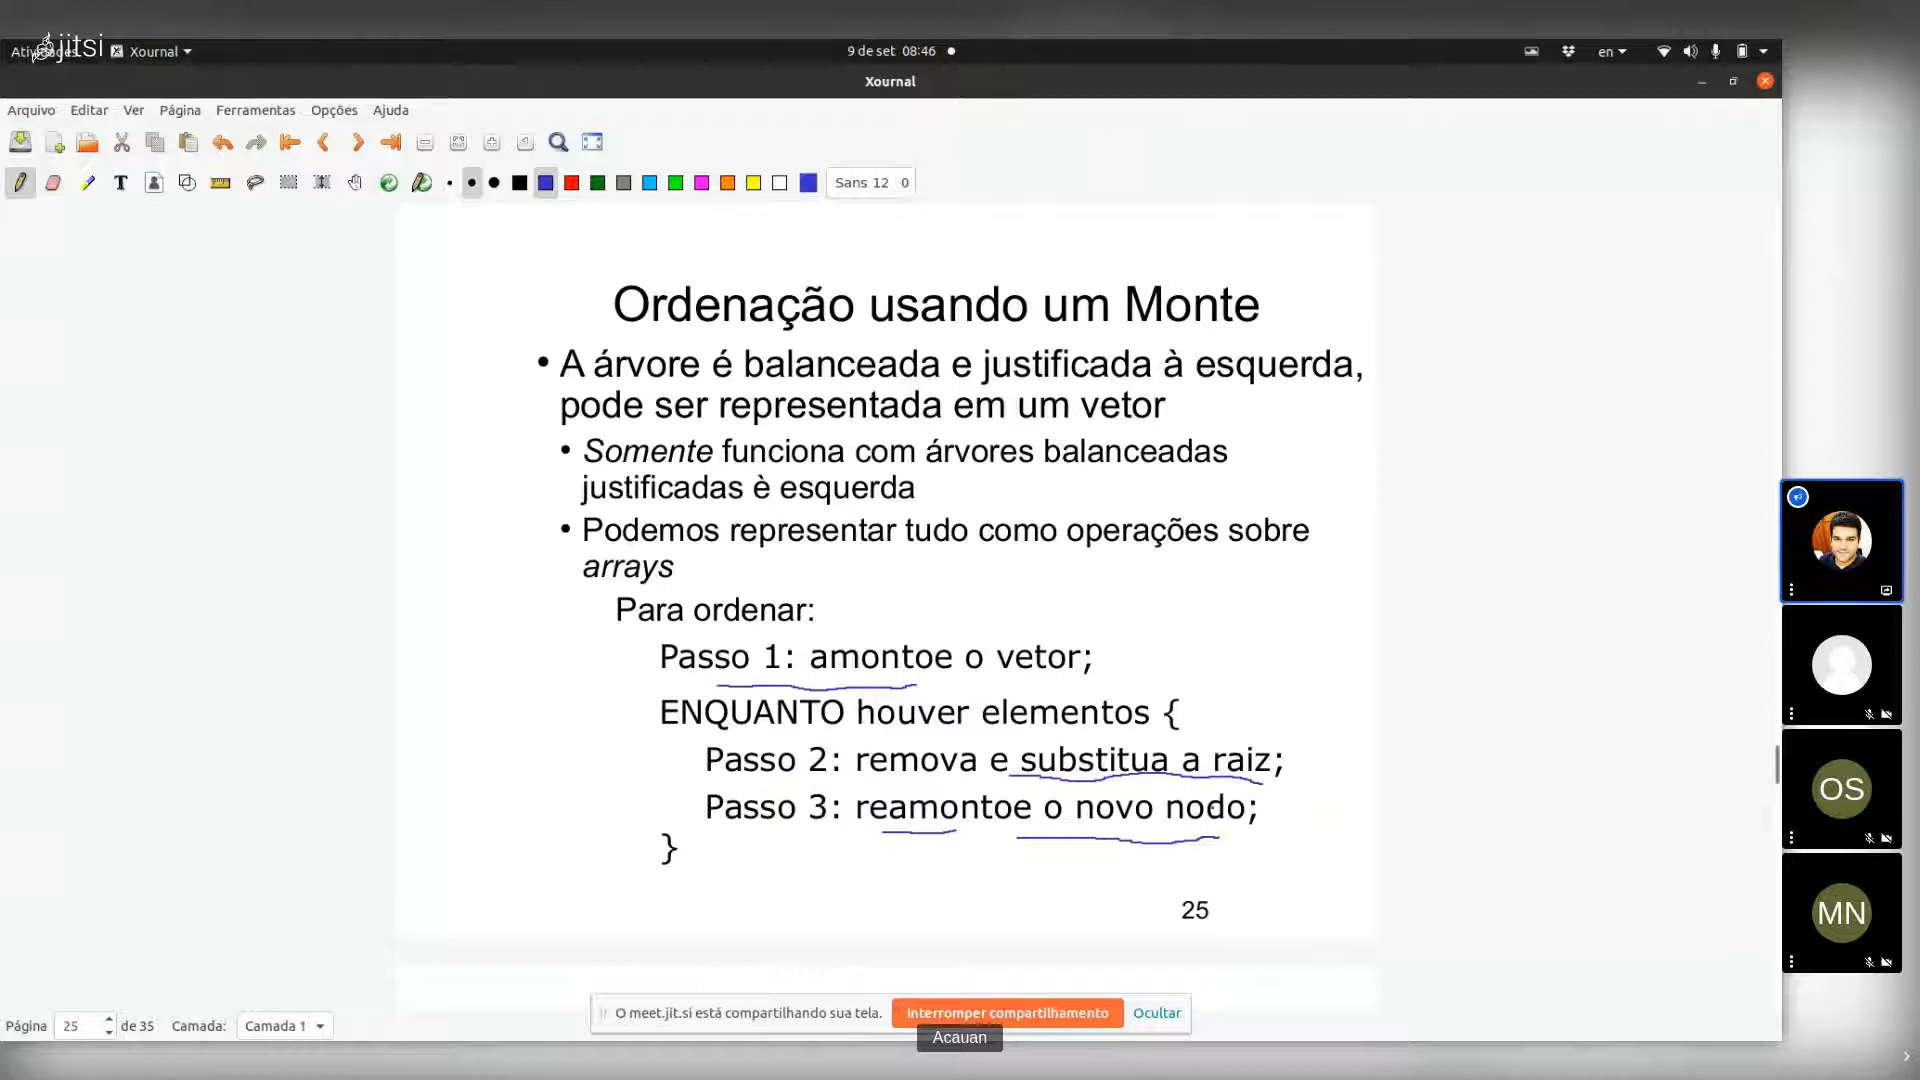 Atividades Xournal 9 de set 08:46 en
jitsi
Xournal
Arquivo Editar Ver Página Ferramentas Opções Ajuda
Sans 12 0
Ordenação usando um Monte
• A árvore é balanceada e justificada à esquerda,
pode ser representada em um vetor
• Somente funciona com árvores balanceadas
justificadas è esquerda
• Podemos representar tudo como operações sobre
arrays
Para ordenar:
Passo 1: amontoe o vetor;
ENQUANTO houver elementos {
Passo 2: remova e substitua a raiz;
Passo 3: reamontoe o novo nodo;
}
25
OS
MN
O meet.jit.si está compartilhando sua tela. Interromper compartilhamento Ocultar
Página 25 de 35 Camada: Camada 1
Acauan